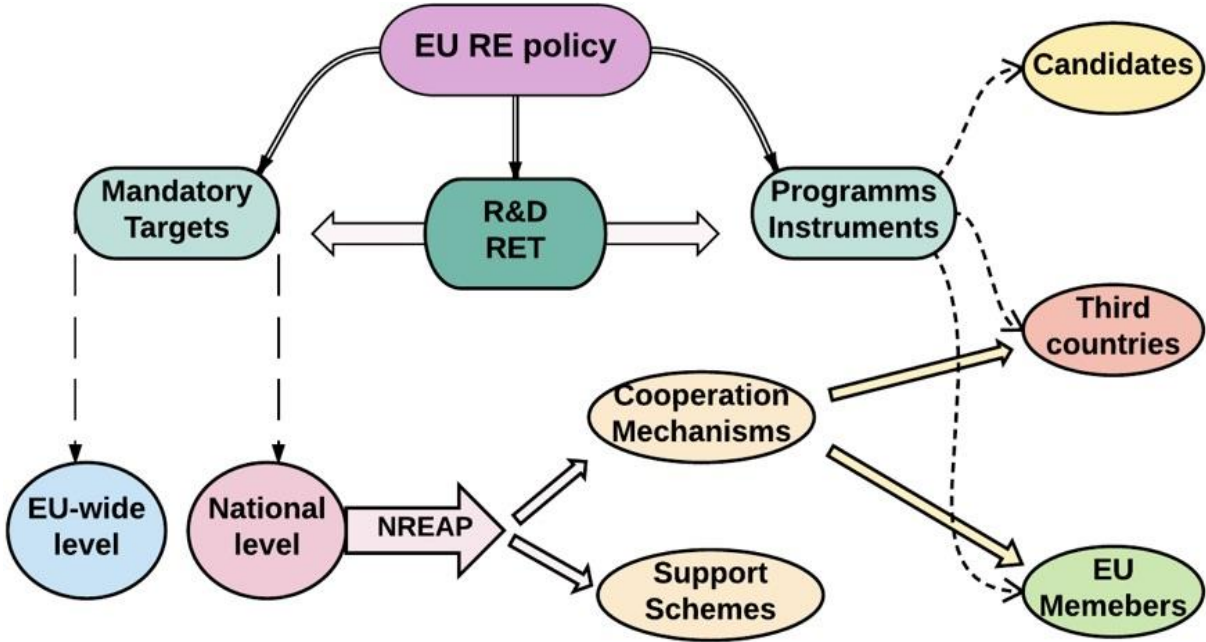 EU RE policy
Candidates
Mandatory
Targets
R&D
RET
Programms
Instruments
Third
countries
Cooperation
Mechanisms
EU-wide
level
National
level
NREAP
Support
Schemes
EU
Memebers